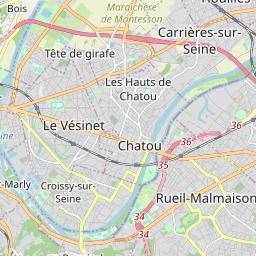 Bois
Maraîchère
de Montesson
Houilles
Carrières-sur-
Seine
Tête de girafe
Les Hauts de
Chatou
Le Vésinet
Chatou
36
36
35
t-Marly
Croissy-sur-
Seine
Rueil-Malmaison
34
34